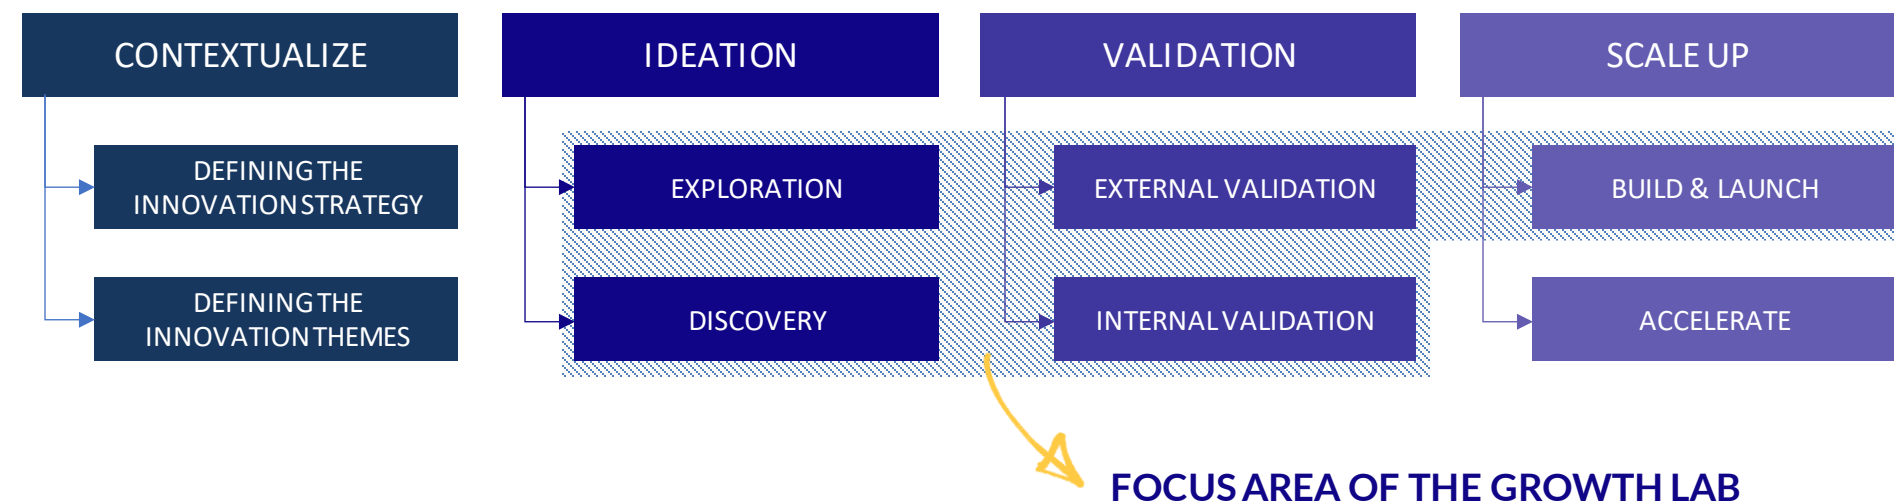 CONTEXTUALIZE
IDEATION
VALIDATION
SCALE UP
DEFINING THE
INNOVATION STRATEGY
EXPLORATION
EXTERNAL VALIDATION
BUILD & LAUNCH
DEFINING THE
INNOVATION THEMES
DISCOVERY
INTERNAL VALIDATION
ACCELERATE
FOCUS AREA OF THE GROWTH LAB